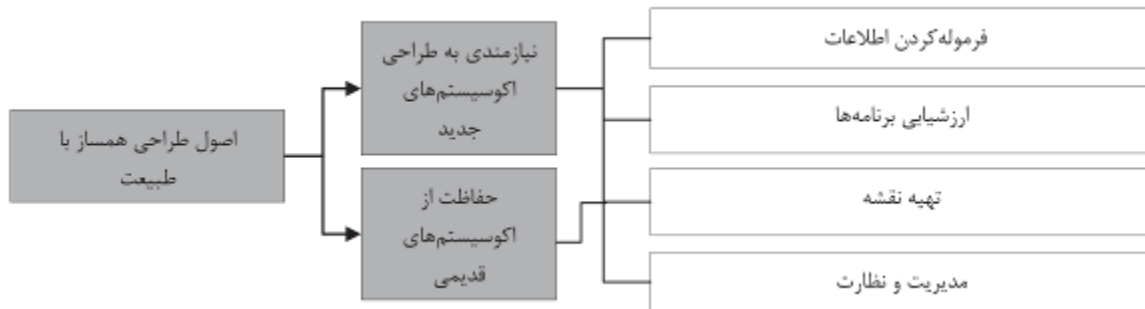 اصول طراحی همساز با
طبیعت
نیازمندی به طراحی
اکوسیستم‌های
جدید
حفاظت از
اکوسیستم‌های
قدیمی
فرموله‌کردن اطلاعات
ارزشیابی برنامه‌ها
تهیه نقشه
مدیریت و نظارت